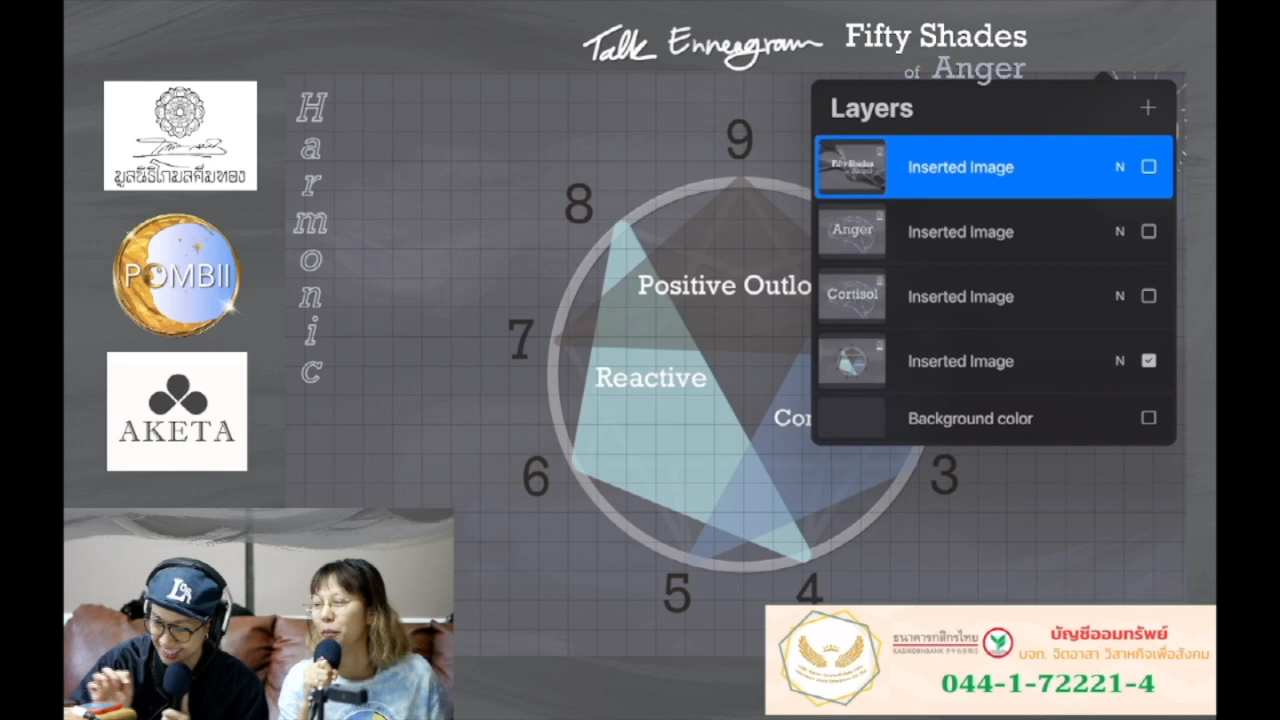 Talk Enneagram
Fifty Shades
of Anger
Layers
Inserted Image N
Fifty Shades
Inserted Image N
Anger
Inserted Image N
Cortisol
Inserted Image N
Background color
Harmonic
9
8
7
6
5
4
3
Positive Outlo
Reactive
Con
มูลนิธิโกมลคีมทอง
POMBII
AKETA
ธนาคารกสิกรไทย
KASIKORNBANK
บัญชีออมทรัพย์
มจก. จิตอาสา วิสาหกิจเพื่อสังคม
044-1-72221-4